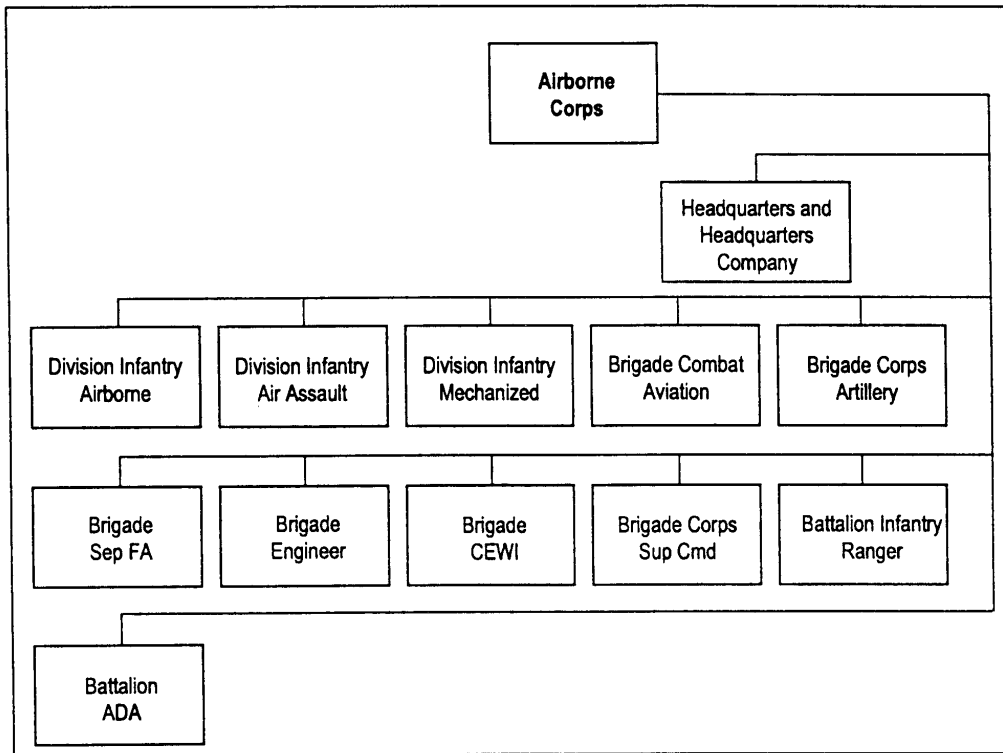 Airborne
Corps
Headquarters and
Headquarters
Company
Division Infantry
Airborne
Division Infantry
Air Assault
Division Infantry
Mechanized
Brigade Combat
Aviation
Brigade Corps
Artillery
Brigade
Sep FA
Brigade
Engineer
Brigade
CEWI
Brigade Corps
Sup Cmd
Battalion Infantry
Ranger
Battalion
ADA